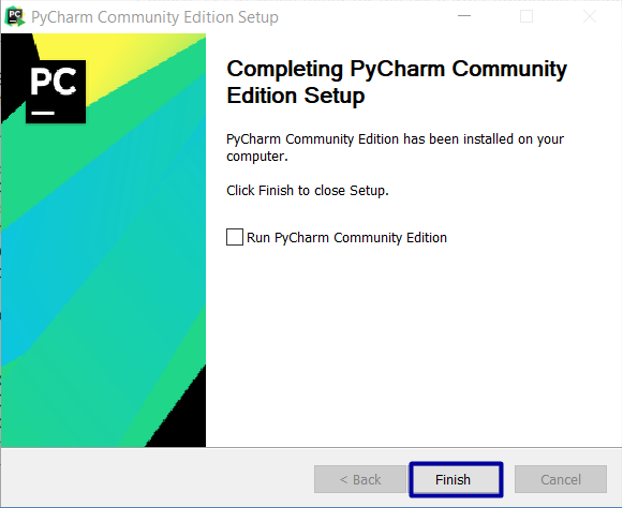 PyCharm Community Edition Setup
PC
Completing PyCharm Community
Edition Setup
PyCharm Community Edition has been installed on your
computer.
Click Finish to close Setup.
Run PyCharm Community Edition
< Back
Finish
Cancel